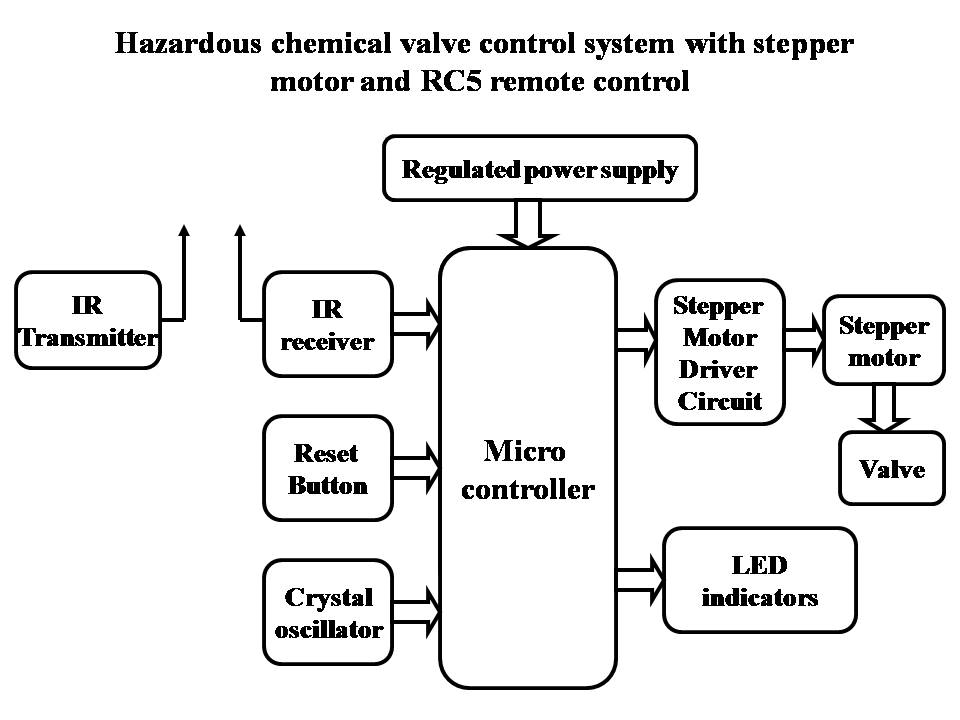 Hazardous chemical valve control system with stepper
motor and RC5 remote control
Regulated power supply
IR
Transmitter
IR
receiver
Stepper
Motor
Driver
Circuit
Stepper
motor
Reset
Button
Micro
controller
Valve
Crystal
oscillator
LED
indicators